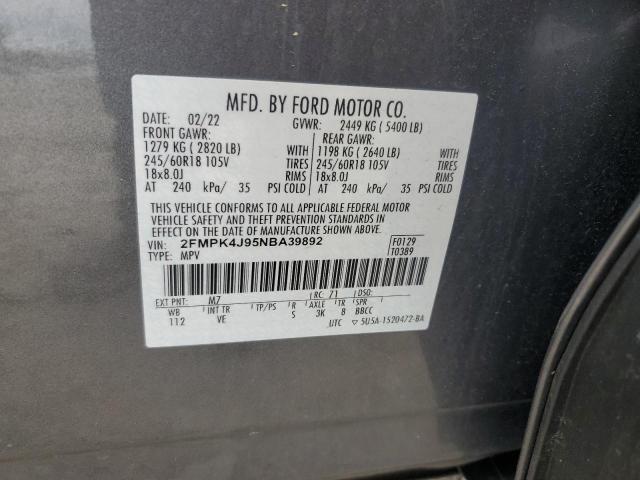 MFD. BY FORD MOTOR CO.
DATE: 02/22 GVWR: 2449 KG ( 5400 LB)
FRONT GAWR: REAR GAWR:
1279 KG ( 2820 LB) WITH 1198 KG ( 2640 LB) WITH
245/60R18 105V TIRES 245/60R18 105V TIRES
18x8.0J RIMS 18x8.0J RIMS
AT 240 kPa/ 35 PSI COLD AT 240 kPa/ 35 PSI COLD
THIS VEHICLE CONFORMS TO ALL APPLICABLE FEDERAL MOTOR
VEHICLE SAFETY AND THEFT PREVENTION STANDARDS IN
EFFECT ON THE DATE OF MANUFACTURE SHOWN ABOVE.
VIN: 2FMPK4J95NBA39892 F0129
TYPE: MPV T0389
EXT PNT: M7 RC: 71 DSO:
WB INT TR TP/PS R AXLE TR SPR
112 VE S 3K 8 BBCC
UTC ▽ 5U5A-1520472-BA